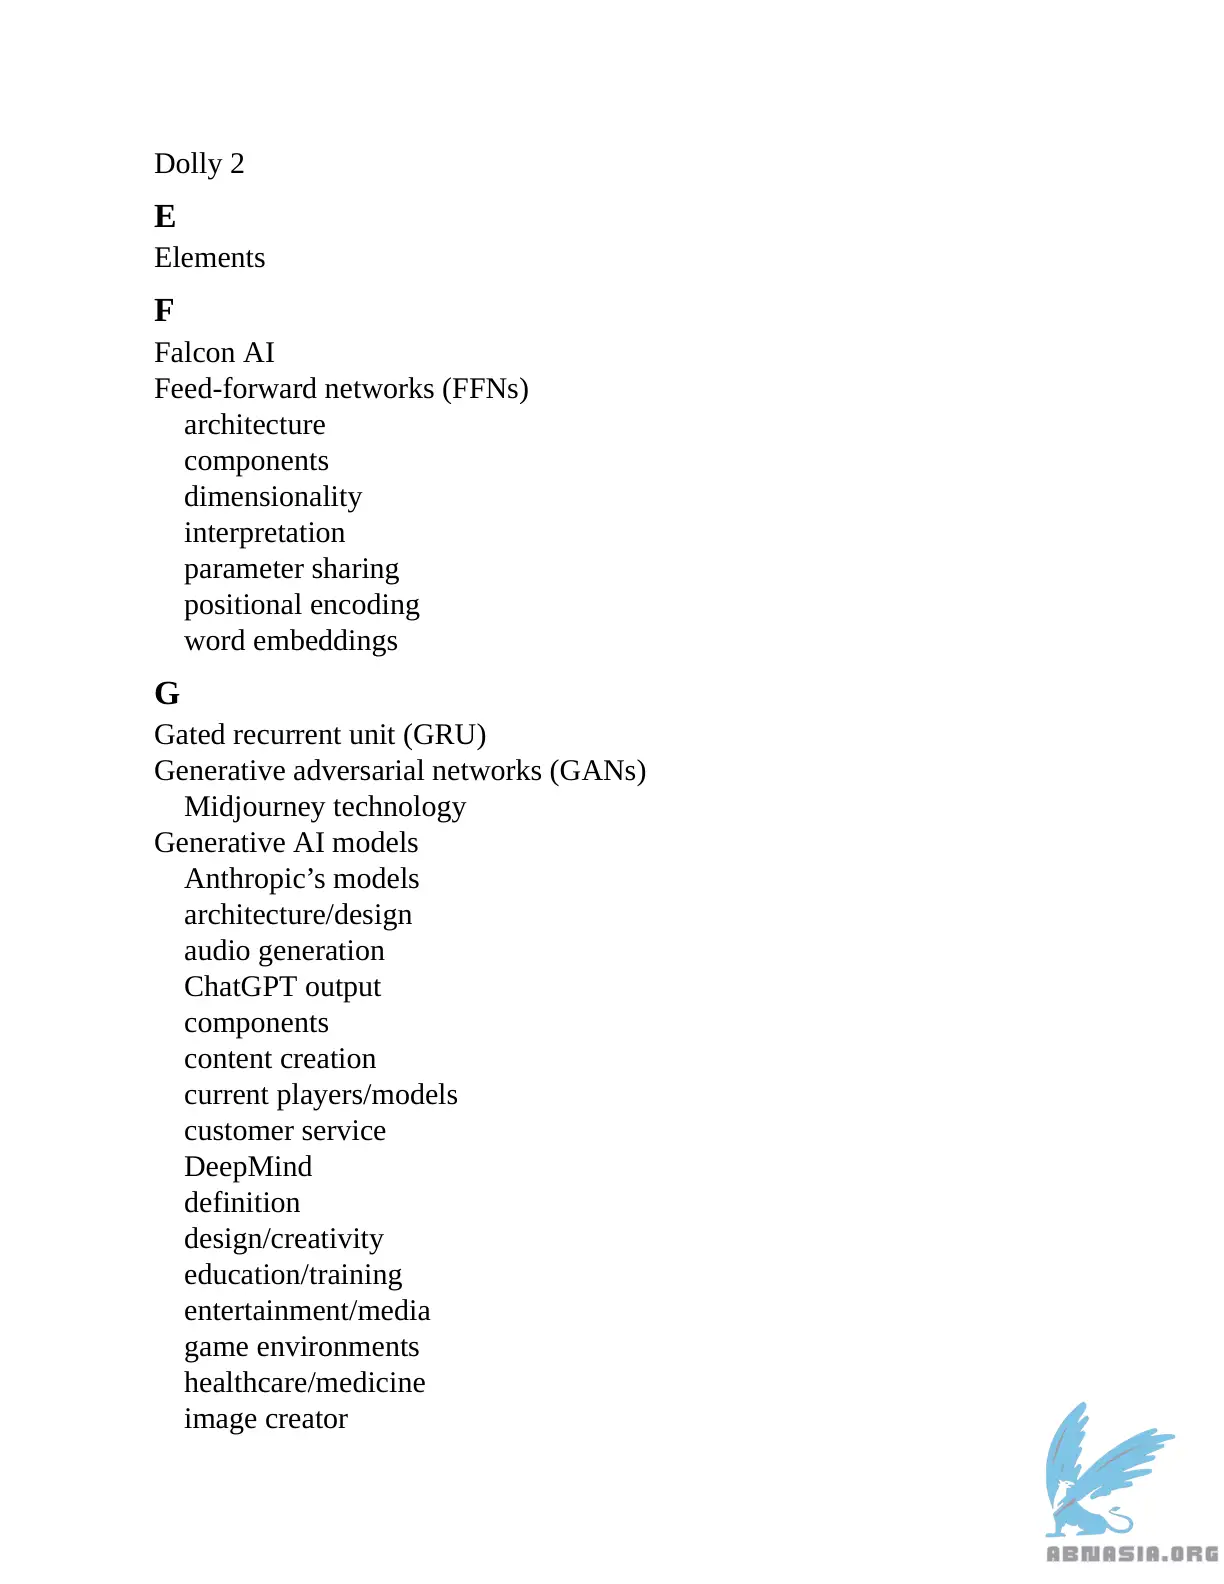 Dolly 2
E
Elements
F
Falcon AI
Feed-forward networks (FFNs)
architecture
components
dimensionality
interpretation
parameter sharing
positional encoding
word embeddings
G
Gated recurrent unit (GRU)
Generative adversarial networks (GANs)
Midjourney technology
Generative AI models
Anthropic’s models
architecture/design
audio generation
ChatGPT output
components
content creation
current players/models
customer service
DeepMind
definition
design/creativity
education/training
entertainment/media
game environments
healthcare/medicine
image creator
ABNASIA.ORG